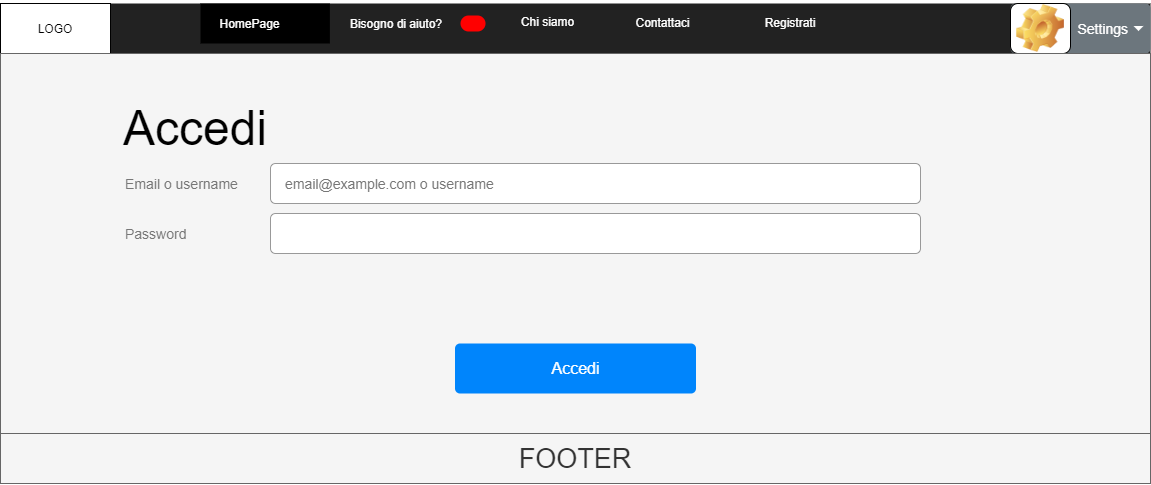 LOGO
HomePage
Bisogno di aiuto?
Chi siamo
Contattaci
Registrati
Settings
Accedi
Email o username
email@example.com o username
Password
Accedi
FOOTER